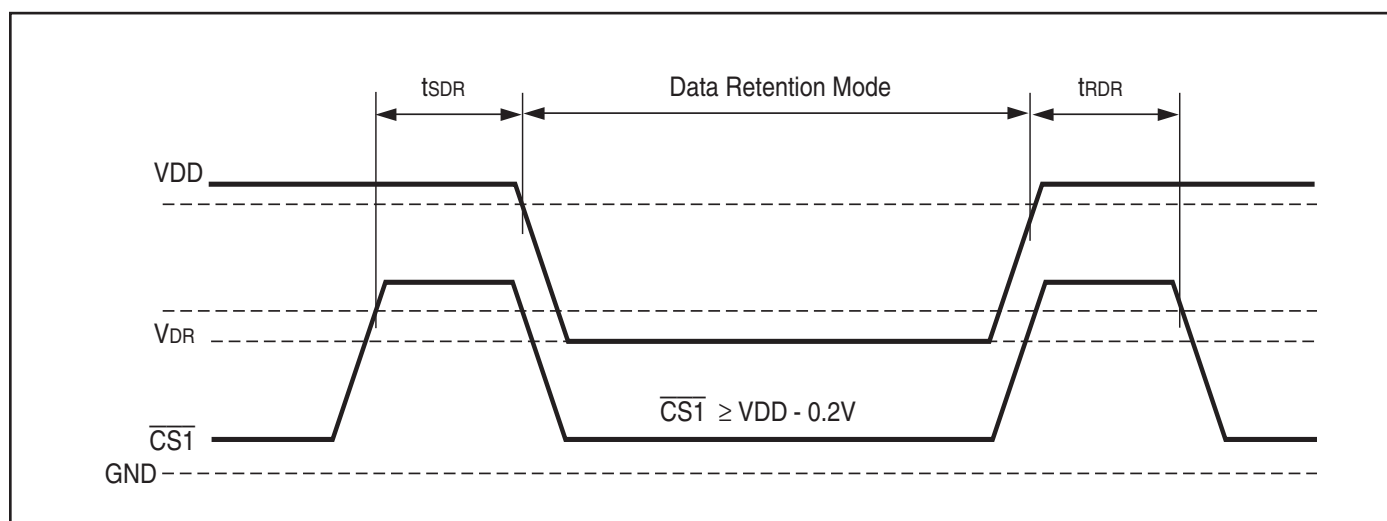 tSDR
Data Retention Mode
tRDR
VDD
VDR
CS1 ≥ VDD - 0.2V
CS1
GND